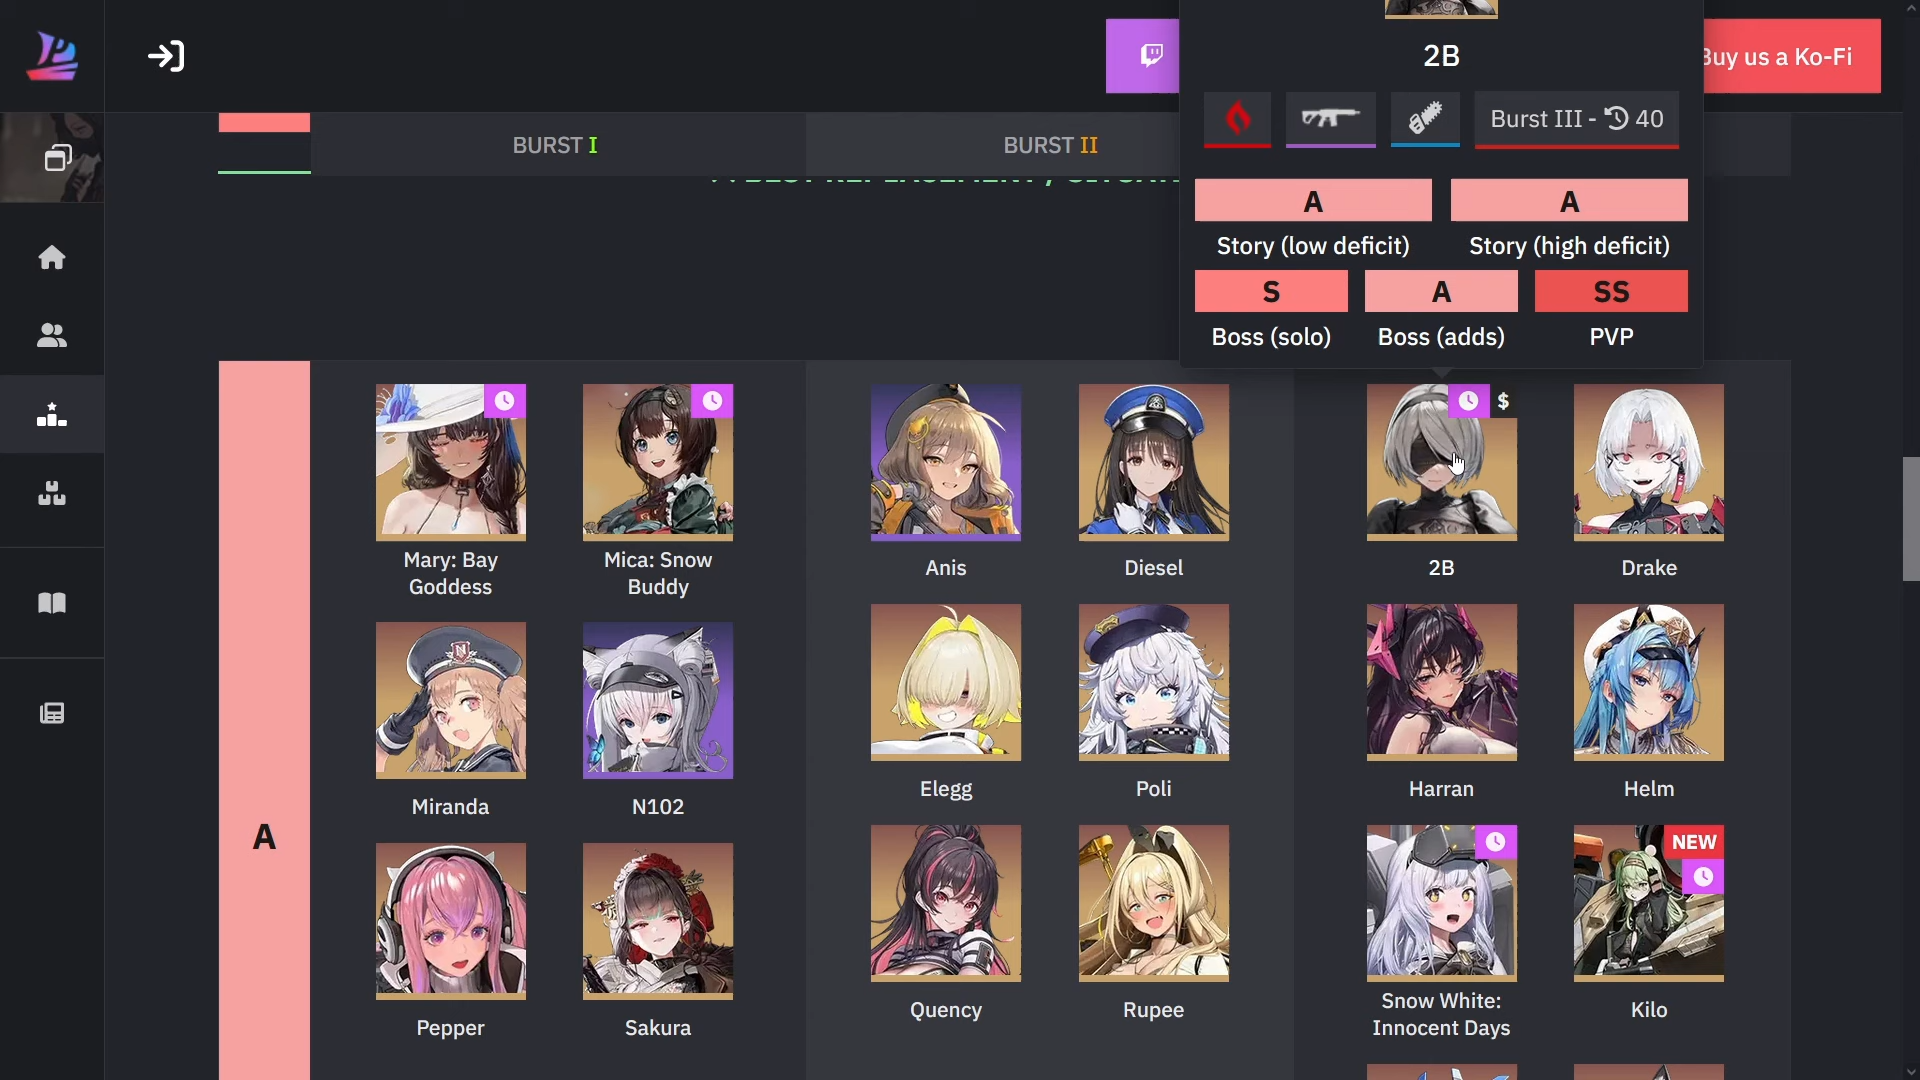 2B
Buy us a Ko-Fi
Burst III - 40
BURST I
BURST II
A
A
Story (low deficit)
Story (high deficit)
S
A
SS
Boss (solo)
Boss (adds)
PVP
$
Mary: Bay
Goddess
Mica: Snow
Buddy
Anis
Diesel
2B
Drake
N
Miranda
N102
Elegg
Poli
Harran
Helm
A
NEW
Pepper
Sakura
Quency
Rupee
Snow White:
Innocent Days
Kilo